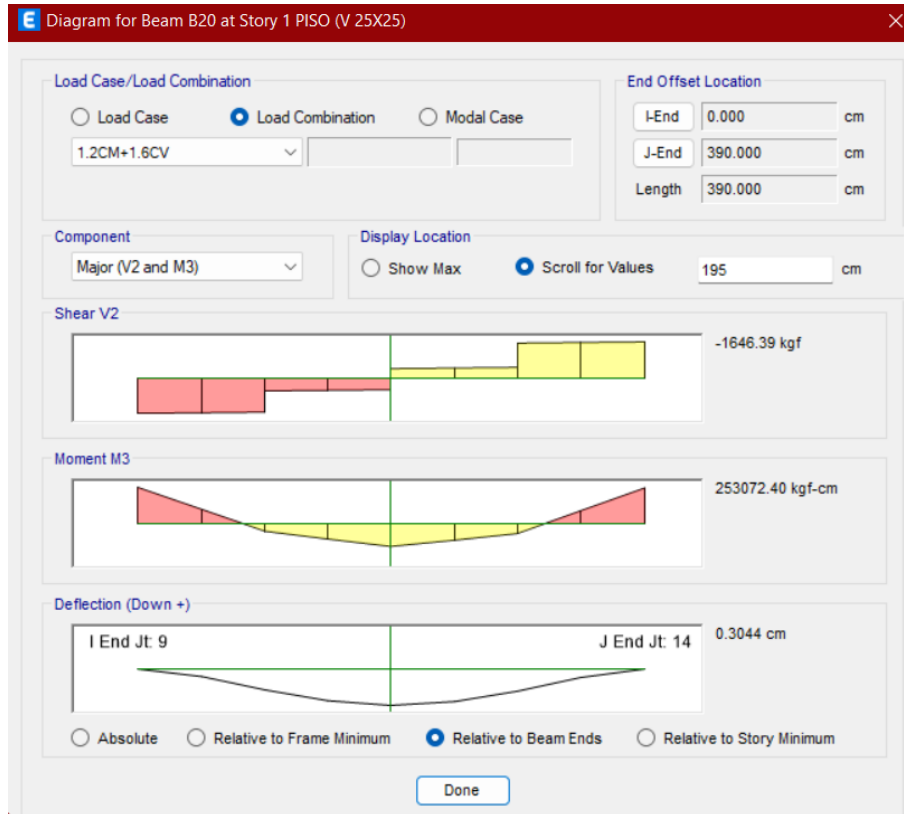 E Diagram for Beam B20 at Story 1 PISO (V 25X25)
Load Case/Load Combination
Load Case Load Combination Modal Case
1.2CM+1.6CV
End Offset Location
I-End 0.000 cm
J-End 390.000 cm
Length 390.000 cm
Component
Major (V2 and M3)
Display Location
Show Max Scroll for Values 195 cm
Shear V2
-1646.39 kgf
Moment M3
253072.40 kgf-cm
Deflection (Down +)
I End Jt: 9 J End Jt: 14
0.3044 cm
Absolute Relative to Frame Minimum Relative to Beam Ends Relative to Story Minimum
Done